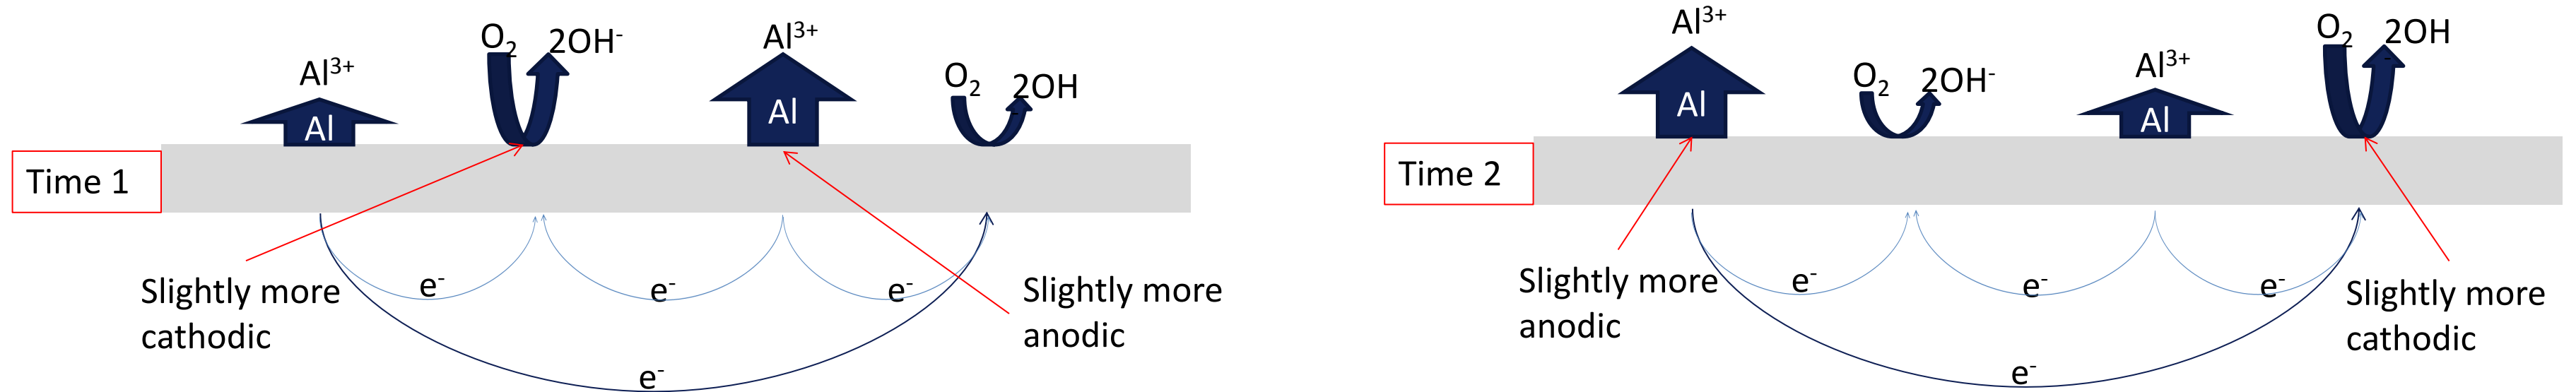 Al³⁺
Al
O₂
2OH⁻
Al³⁺
Al
O₂
2OH
Time 1
e⁻
e⁻
e⁻
e⁻
Slightly more
cathodic
Slightly more
anodic
Al³⁺
Al
O₂
2OH⁻
Al³⁺
Al
O₂
2OH
-
Time 2
e⁻
e⁻
e⁻
e⁻
Slightly more
anodic
Slightly more
cathodic